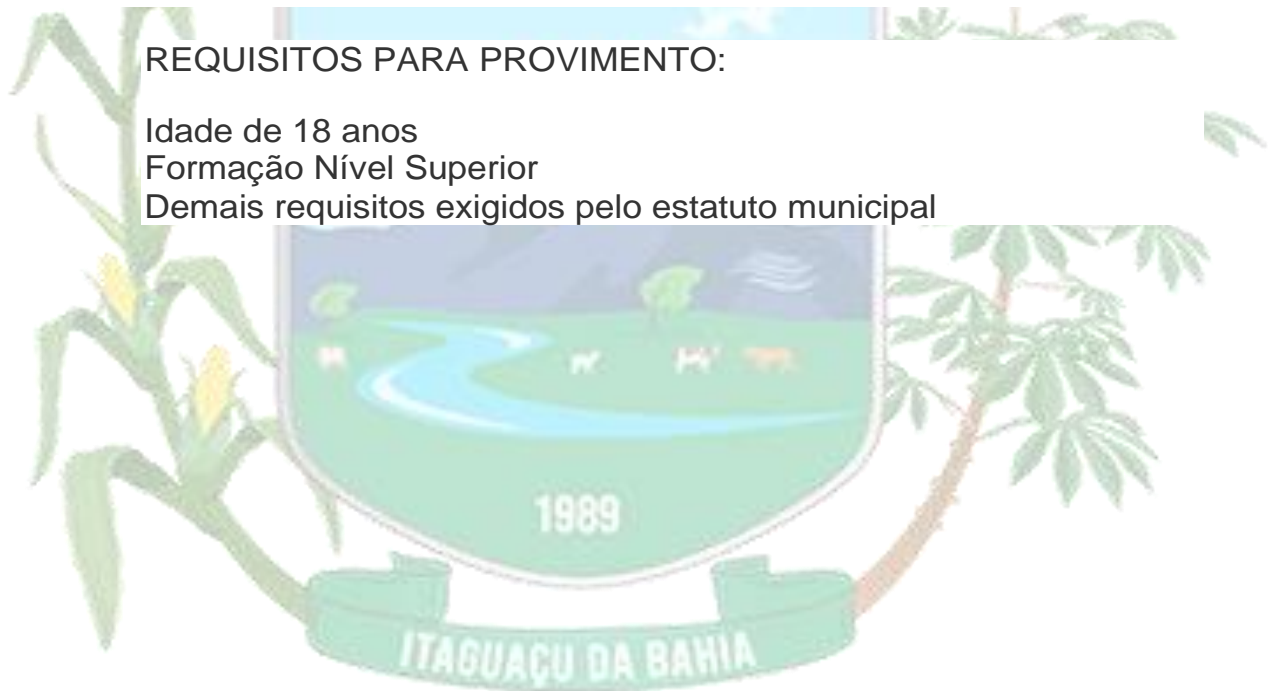 REQUISITOS PARA PROVIMENTO:
Idade de 18 anos
Formação Nível Superior
Demais requisitos exigidos pelo estatuto municipal
1989
ITAGUAÇU DA BAHIA